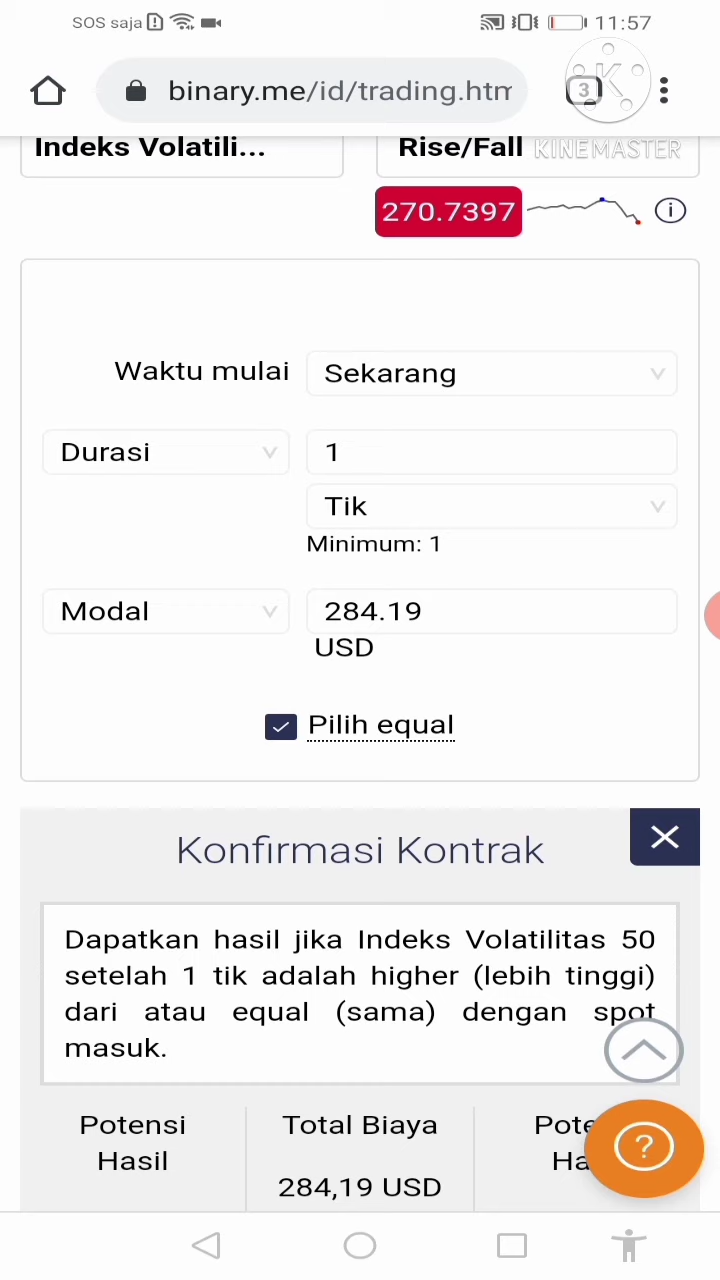 SOS saja 11:57
binary.me/id/trading.htm 3
Indeks Volatili... Rise/Fall KINEMASTER
270.7397
Waktu mulai Sekarang
Durasi 1
Tik
Minimum: 1
Modal 284.19
USD
Pilih equal
Konfirmasi Kontrak
Dapatkan hasil jika Indeks Volatilitas 50
setelah 1 tik adalah higher (lebih tinggi)
dari atau equal (sama) dengan spot
masuk.
Potensi Total Biaya Pote
Hasil Ha
284,19 USD